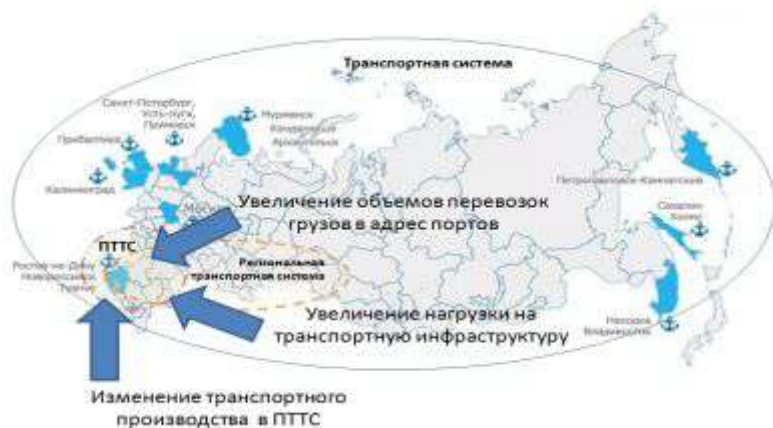 Транспортная система
Санкт-Петербург,
Усть-Луга,
Приморск
Мурманск
Кандалакша
Архангельск
Прибалтика
Калининград
Петропавловск-Камчатский
Увеличение объемов перевозок
грузов в адрес портов
Сахалин
Холмск
ПТТС
Ростов-на-Дону
Новороссийск
Туапсе
Региональная
транспортная система
Увеличение нагрузки на
транспортную инфраструктуру
Находка
Владивосток
Изменение транспортного
производства в ПТТС